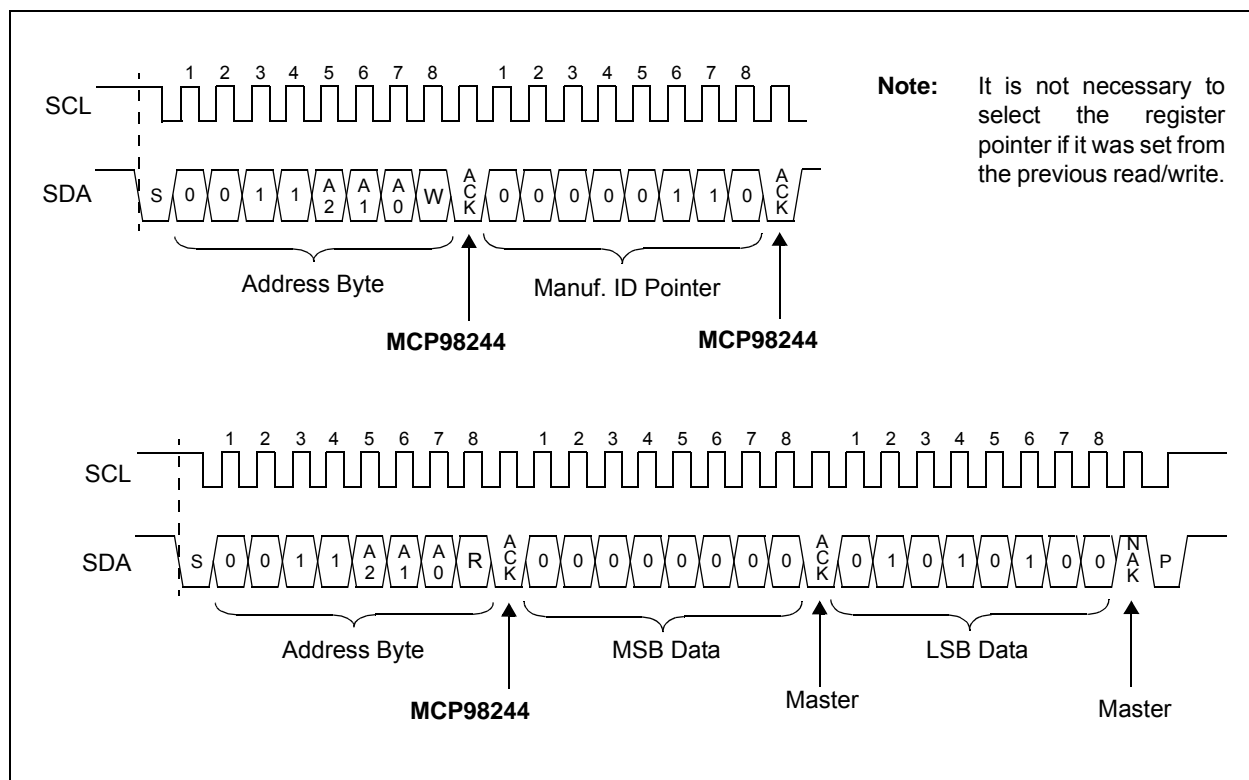 1 2 3 4 5 6 7 8 1 2 3 4 5 6 7 8
SCL
SDA
S 0 0 1 1 A2 A1 A0 W ACK 0 0 0 0 0 1 1 0 ACK
Address Byte
Manuf. ID Pointer
MCP98244
MCP98244
Note: It is not necessary to
select the register
pointer if it was set from
the previous read/write.
1 2 3 4 5 6 7 8 1 2 3 4 5 6 7 8 1 2 3 4 5 6 7 8
SCL
SDA
S 0 0 1 1 A2 A1 A0 R ACK 0 0 0 0 0 0 0 0 ACK 0 1 0 1 0 1 0 0 NAK P
Address Byte
MSB Data
LSB Data
MCP98244
Master
Master